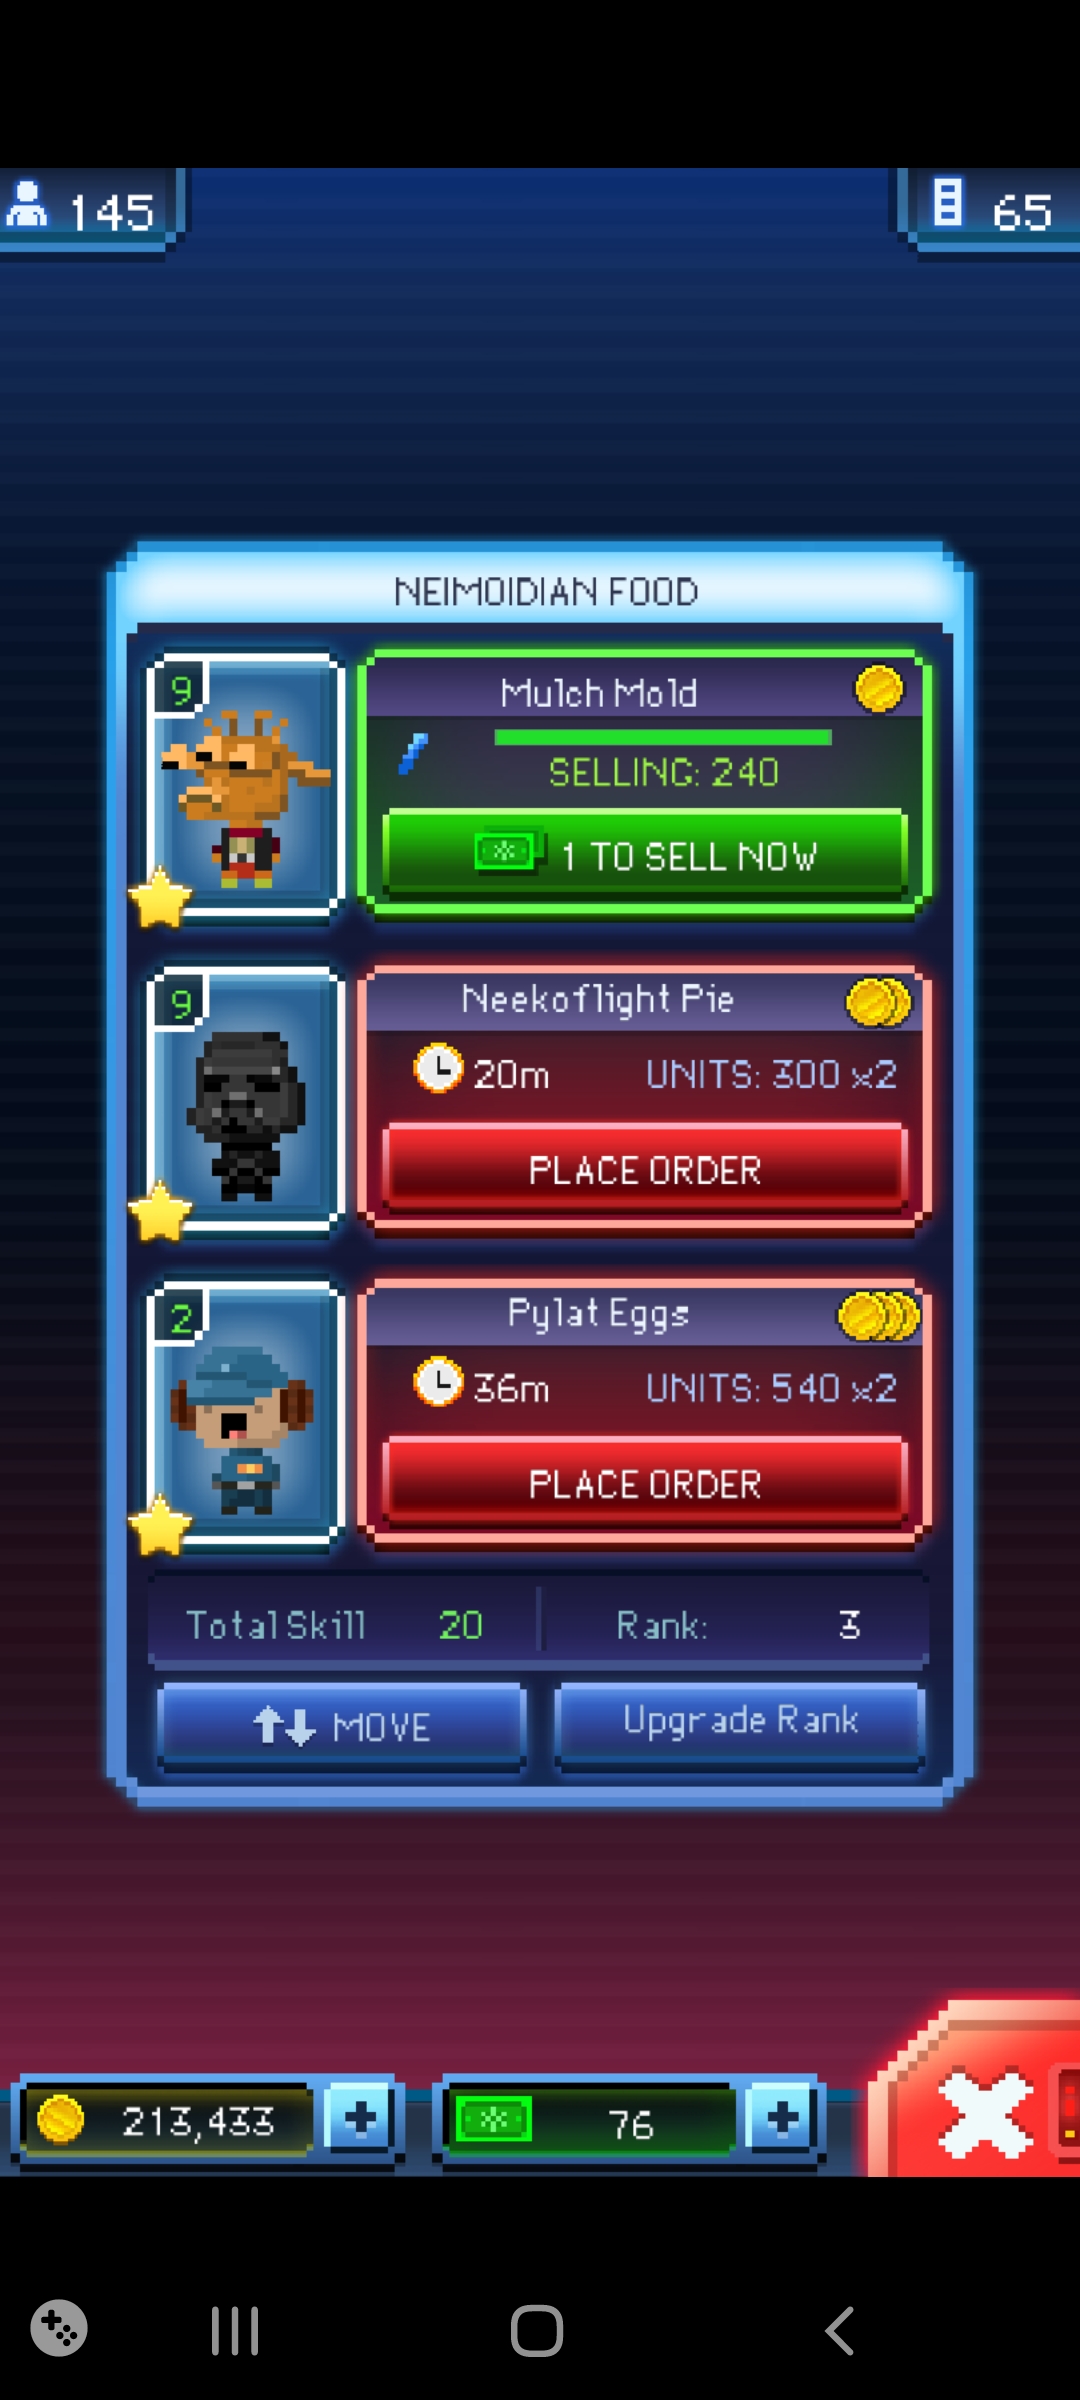 145
65
NEIMOIDIAN FOOD
9
Mulch Mold
SELLING: 240
1 TO SELL NOW
9
Neekoflight Pie
20m UNITS: 300 x2
PLACE ORDER
2
Pylat Eggs
36m UNITS: 540 x2
PLACE ORDER
Total Skill 20 Rank: 3
MOVE Upgrade Rank
213,433 76